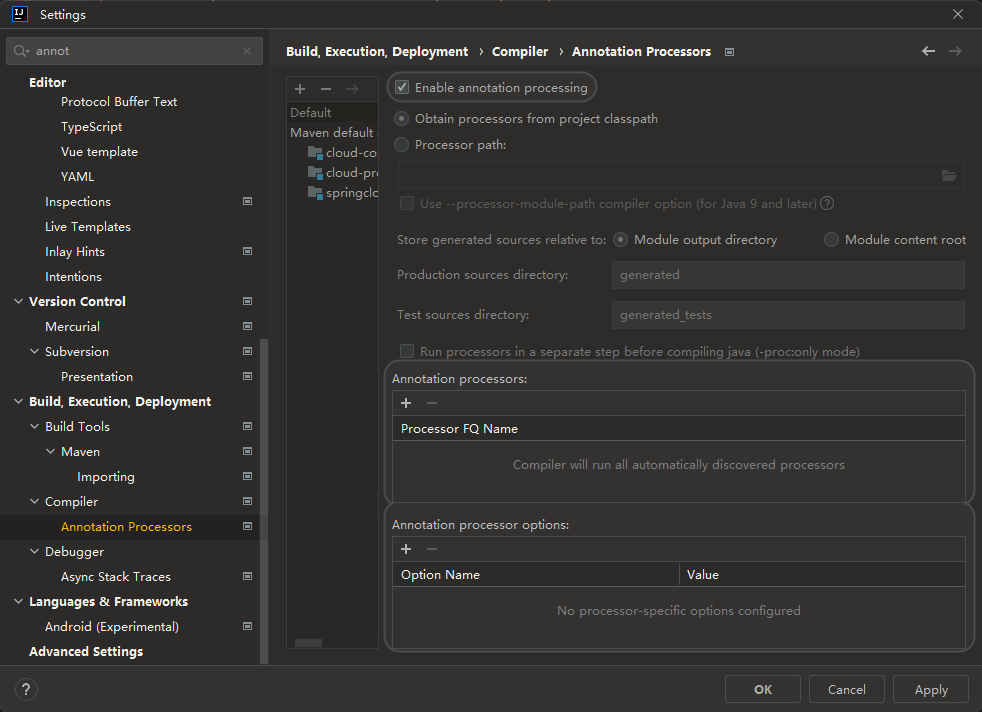 Settings
annot
Editor
Protocol Buffer Text
TypeScript
Vue template
YAML
Inspections
Live Templates
Inlay Hints
Intentions
Version Control
Mercurial
Subversion
Presentation
Build, Execution, Deployment
Build Tools
Maven
Importing
Compiler
Annotation Processors
Debugger
Async Stack Traces
Languages & Frameworks
Android (Experimental)
Advanced Settings
Build, Execution, Deployment › Compiler › Annotation Processors
Default
Maven default
cloud-co
cloud-pro
springclo
Enable annotation processing
Obtain processors from project classpath
Processor path:
Use --processor-module-path compiler option (for Java 9 and later) ?
Store generated sources relative to: Module output directory Module content root
Production sources directory: generated
Test sources directory: generated_tests
Run processors in a separate step before compiling java (-proc:only mode)
Annotation processors:
+ −
Processor FQ Name
Compiler will run all automatically discovered processors
Annotation processor options:
+ −
Option Name Value
No processor-specific options configured
? OK Cancel Apply